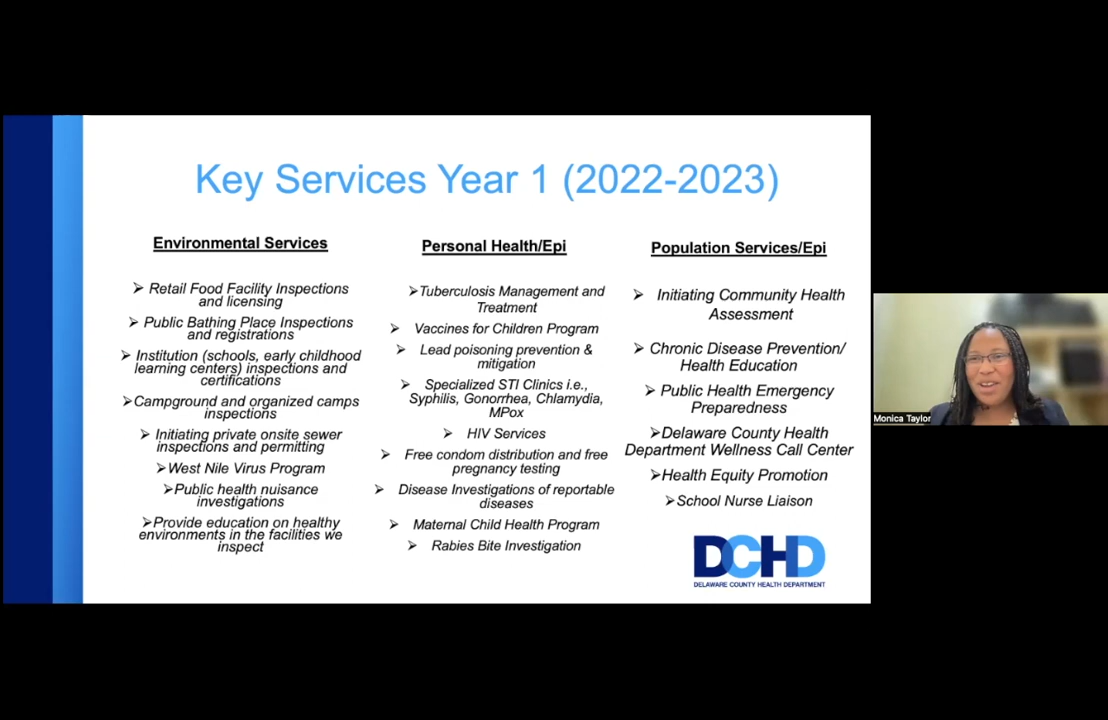 Key Services Year 1 (2022-2023)
Environmental Services
➢ Retail Food Facility Inspections
and licensing
➢ Public Bathing Place Inspections
and registrations
➢ Institution (schools, early childhood
learning centers) inspections and
certifications
➢Campground and organized camps
inspections
➢ Initiating private onsite sewer
inspections and permitting
➢West Nile Virus Program
➢Public health nuisance
investigations
➢Provide education on healthy
environments in the facilities we
inspect
Personal Health/Epi
➢Tuberculosis Management and
Treatment
➢ Vaccines for Children Program
➢ Lead poisoning prevention &
mitigation
➢ Specialized STI Clinics i.e.,
Syphilis, Gonorrhea, Chlamydia,
MPox
➢ HIV Services
➢ Free condom distribution and free
pregnancy testing
➢ Disease Investigations of reportable
diseases
➢ Maternal Child Health Program
➢ Rabies Bite Investigation
Population Services/Epi
➢ Initiating Community Health
Assessment
➢ Chronic Disease Prevention/
Health Education
➢ Public Health Emergency
Preparedness
➢Delaware County Health
Department Wellness Call Center
➢Health Equity Promotion
➢School Nurse Liaison
DCHD
DELAWARE COUNTY HEALTH DEPARTMENT
Monica Taylor